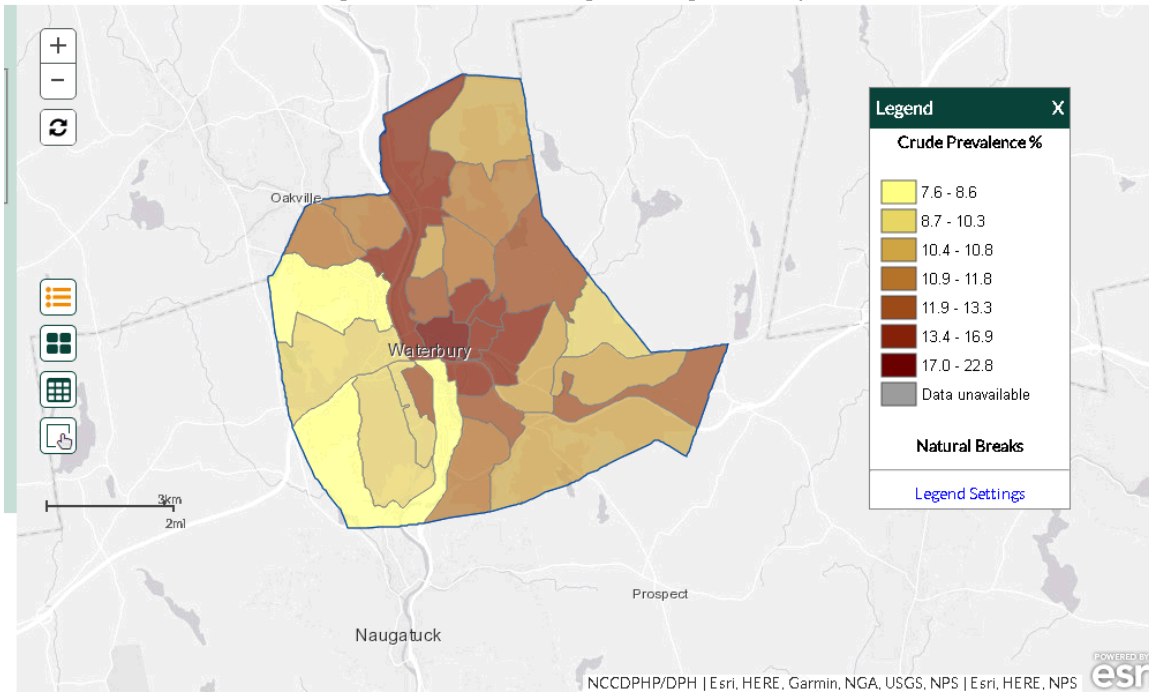 +
−
Oakville
Waterbury
Naugatuck
Prospect
3km
2mi
Legend X
Crude Prevalence %
7.6 - 8.6
8.7 - 10.3
10.4 - 10.8
10.9 - 11.8
11.9 - 13.3
13.4 - 16.9
17.0 - 22.8
Data unavailable
Natural Breaks
Legend Settings
POWERED BY
esri
NCCDPHP/DPH | Esri, HERE, Garmin, NGA, USGS, NPS | Esri, HERE, NPS